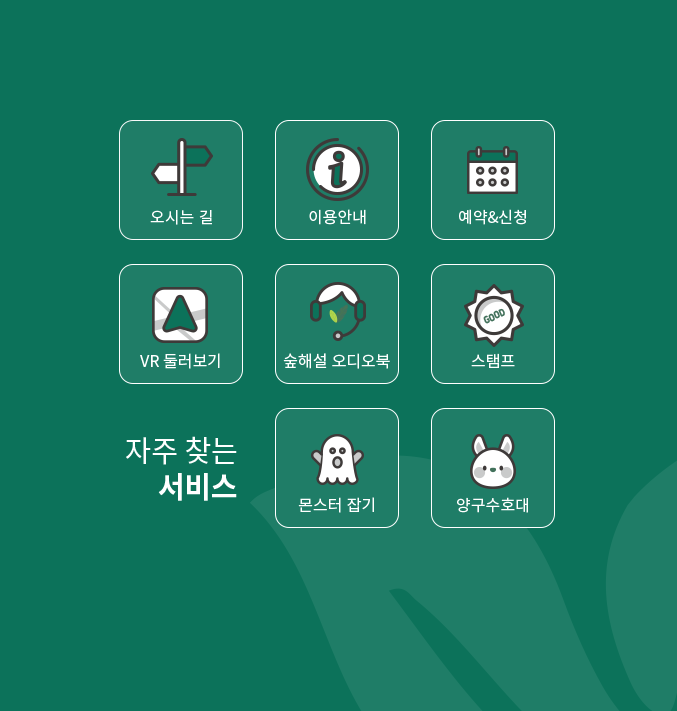 오시는 길
이용안내
예약&신청
VR 둘러보기
숲해설 오디오북
GOOD
스탬프
자주 찾는
서비스
몬스터 잡기
양구수호대